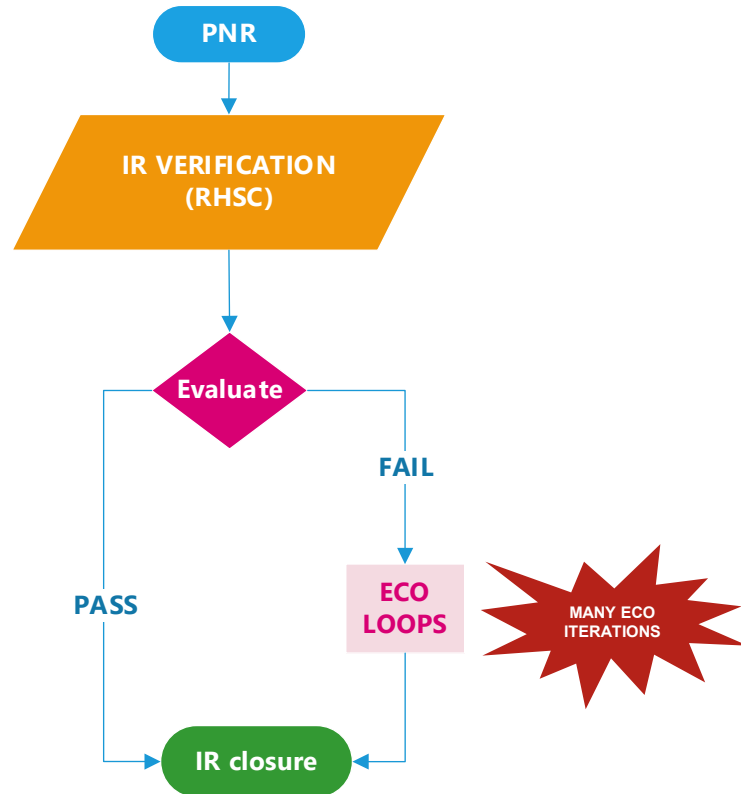 PNR
IR VERIFICATION
(RHSC)
Evaluate
FAIL
PASS
ECO
LOOPS
MANY ECO
ITERATIONS
IR closure